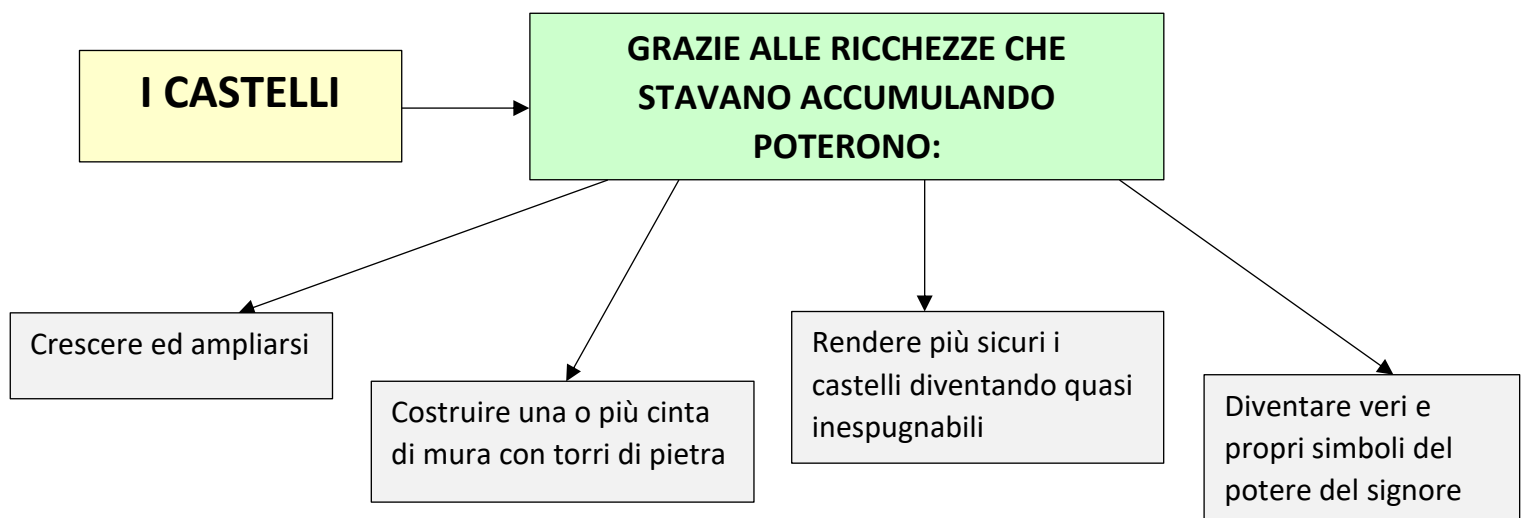 I CASTELLI
GRAZIE ALLE RICCHEZZE CHE
STAVANO ACCUMULANDO
POTERONO:
Crescere ed ampliarsi
Costruire una o più cinta
di mura con torri di pietra
Rendere più sicuri i
castelli diventando quasi
inespugnabili
Diventare veri e
propri simboli del
potere del signore